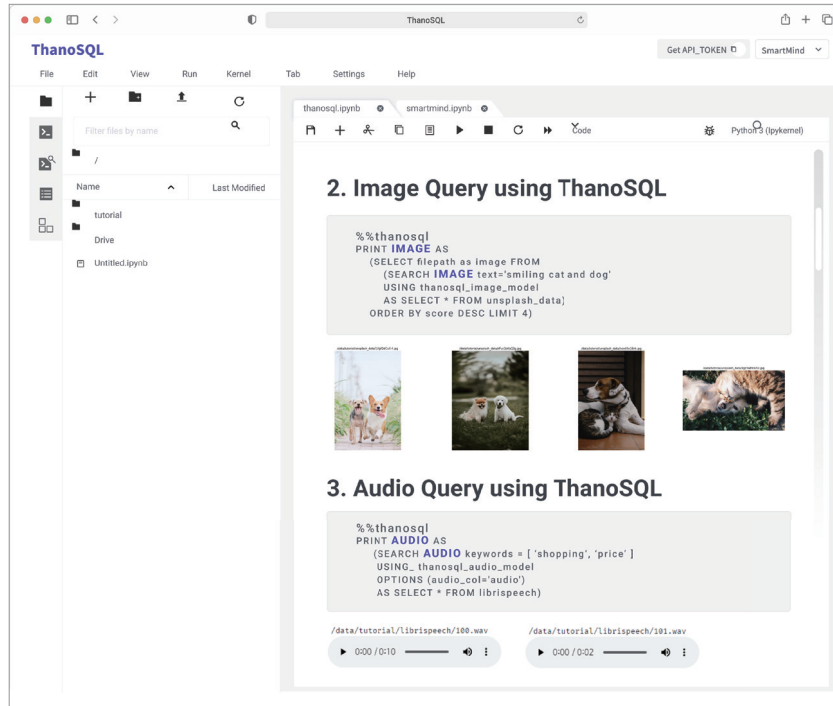 ThanoSQL
ThanoSQL
Get API_TOKEN
SmartMind
File Edit View Run Kernel Tab Settings Help
Filter files by name
/
Name Last Modified
tutorial
Drive
Untitled.ipynb
thanosql.ipynb smartmind.ipynb
Code
Python 3 (Ipykernel)
2. Image Query using ThanoSQL
%%thanosql
PRINT IMAGE AS
(SELECT filepath as image FROM
(SEARCH IMAGE text='smiling cat and dog'
USING thanosql_image_model
AS SELECT * FROM unsplash_data)
ORDER BY score DESC LIMIT 4)
3. Audio Query using ThanoSQL
%%thanosql
PRINT AUDIO AS
(SEARCH AUDIO keywords = [ 'shopping', 'price' ]
USING_ thanosql_audio_model
OPTIONS (audio_col='audio')
AS SELECT * FROM librispeech)
/data/tutorial/librispeech/100.wav /data/tutorial/librispeech/101.wav
0:00 / 0:10 0:00 / 0:02